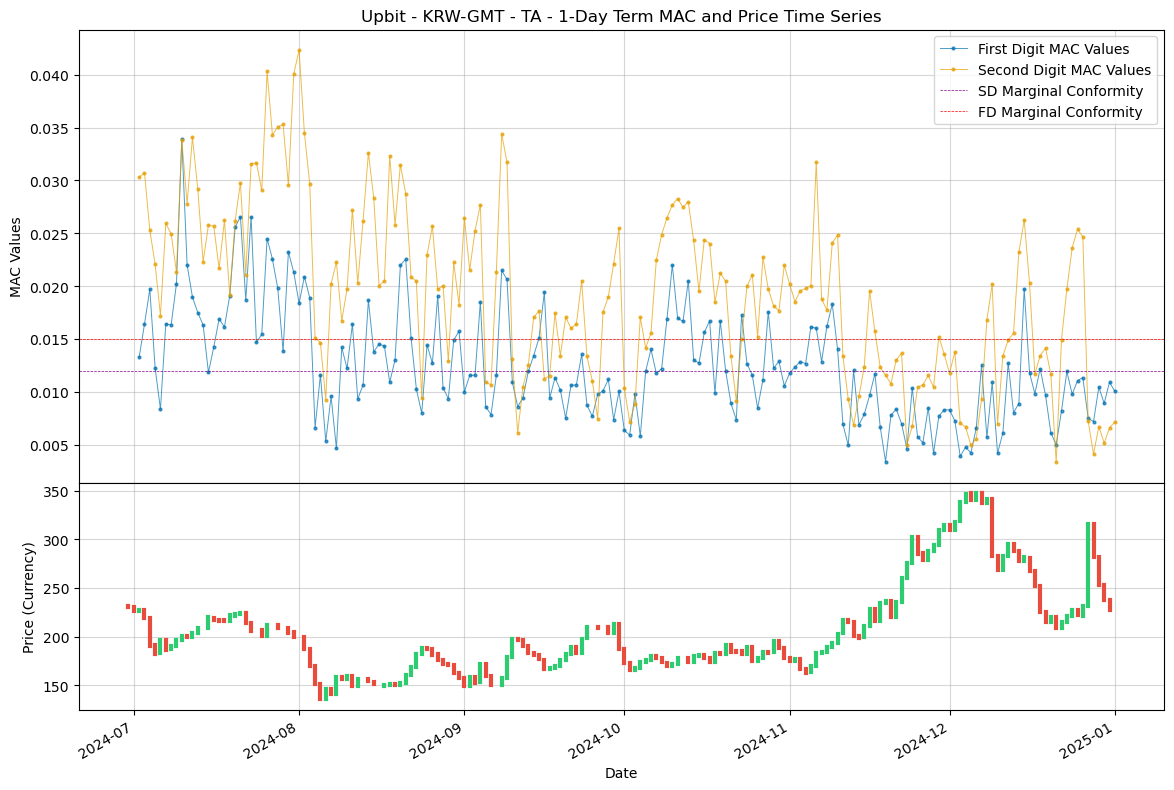 Upbit - KRW-GMT - TA - 1-Day Term MAC and Price Time Series
First Digit MAC Values
Second Digit MAC Values
SD Marginal Conformity
FD Marginal Conformity
MAC Values
0.040
0.035
0.030
0.025
0.020
0.015
0.010
0.005
Price (Currency)
350
300
250
200
150
2024-07
2024-08
2024-09
2024-10
2024-11
2024-12
2025-01
Date